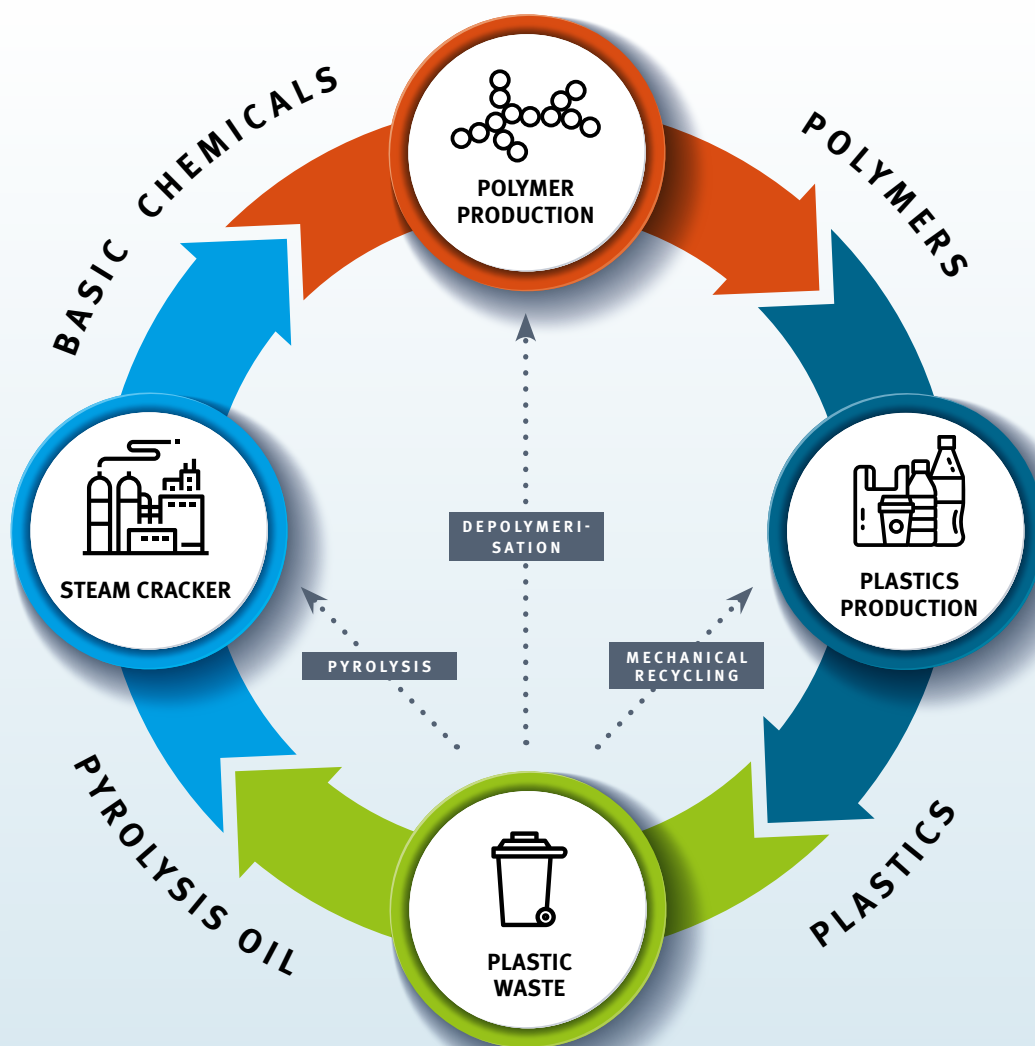 BASIC CHEMICALS
POLYMERS
POLYMER
PRODUCTION
STEAM CRACKER
PLASTICS
PRODUCTION
DEPOLYMERI-
SATION
PYROLYSIS
MECHANICAL
RECYCLING
PYROLYSIS OIL
PLASTICS
PLASTIC
WASTE